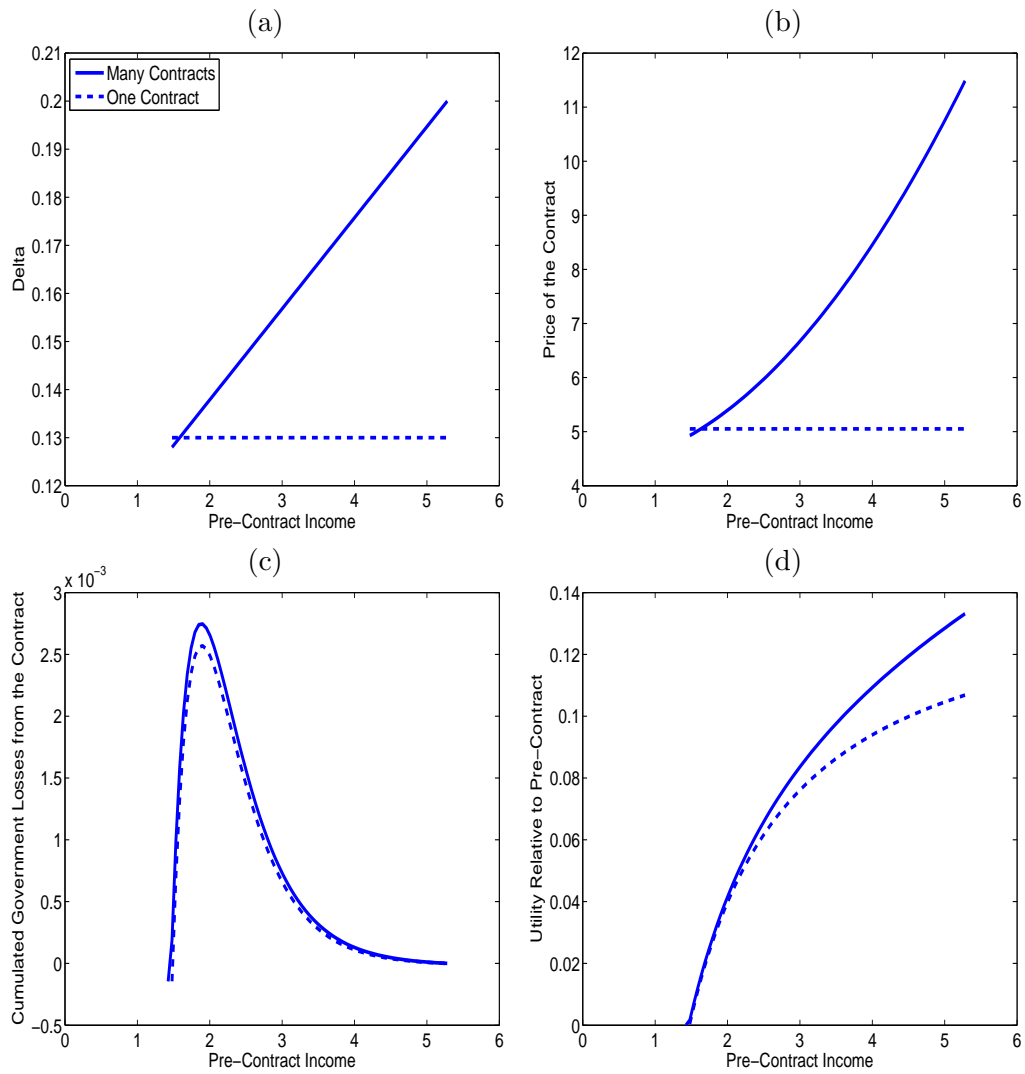 (a)
0.21
0.2
0.19
0.18
0.17
0.16
0.15
0.14
0.13
0.12
Delta
Many Contracts
One Contract
0 1 2 3 4 5 6
Pre−Contract Income
(b)
12
11
10
9
8
7
6
5
4
Price of the Contract
0 1 2 3 4 5 6
Pre−Contract Income
(c)
x 10−3
3
2.5
2
1.5
1
0.5
0
−0.5
Cumulated Government Losses from the Contract
0 1 2 3 4 5 6
Pre−Contract Income
(d)
0.14
0.12
0.1
0.08
0.06
0.04
0.02
0
Utility Relative to Pre−Contract
0 1 2 3 4 5 6
Pre−Contract Income